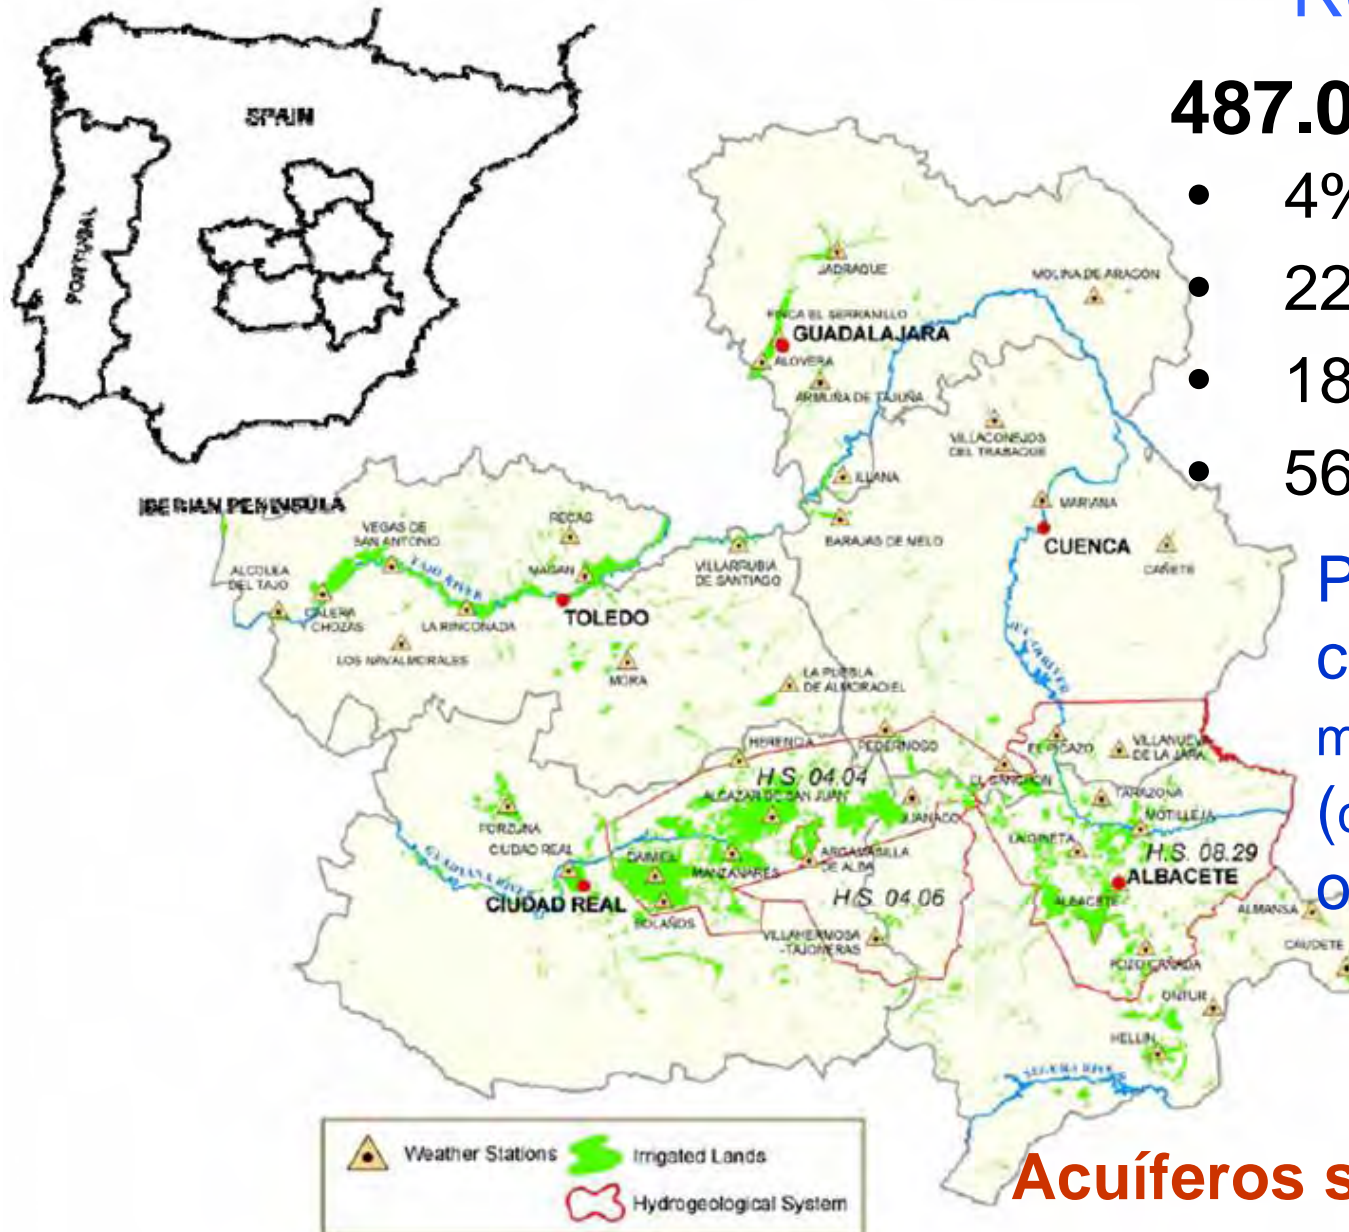 SPAIN
PORTUGAL
IBERIAN PENINSULA
487.0
• 4%
• 22
• 18
• 56
P
c
m
(
o
JADRAQUE
MOLINA DE ARAGON
FINCA EL SERRANILLO
GUADALAJARA
ALOVERA
ARMUÑA DE TAJUÑA
VILLACONEJOS
DEL TRABAQUE
ILLANA
MARIANA
BARAJAS DE MELO
CUENCA
CAÑETE
VEGAS DE
SAN ANTONIO
RECAS
ALCOLEA
DEL TAJO
TAJO RIVER
MAGAN
VILLARRUBIA
DE SANTIAGO
CALERA
Y CHOZAS
LA RINCONADA
TOLEDO
LOS NAVALMORALES
MORA
JUCAR RIVER
LA PUEBLA
DE ALMORADIEL
HERENCIA
PEDERNOSO
EL PICAZO
VILLANUEVA
DE LA JARA
H.S. 04.04
ALCAZAR DE SAN JUAN
EL SANCHON
TARAZONA
PORZUNA
JUANACO
MOTILLEJA
CIUDAD REAL
DAIMIEL
MANZANARES
ARGAMASILLA
DE ALBA
LA GINETA
H.S. 08.29
GUADIANA RIVER
ALBACETE
CIUDAD REAL
H.S. 04.06
ALBACETE
ALMANSA
BOLAÑOS
VILLAHERMOSA
-TAJONERAS
CAUDETE
POZO CAÑADA
ONTUR
HELLIN
SEGURA RIVER
Weather Stations
Irrigated Lands
Hydrogeological System
Acuíferos s